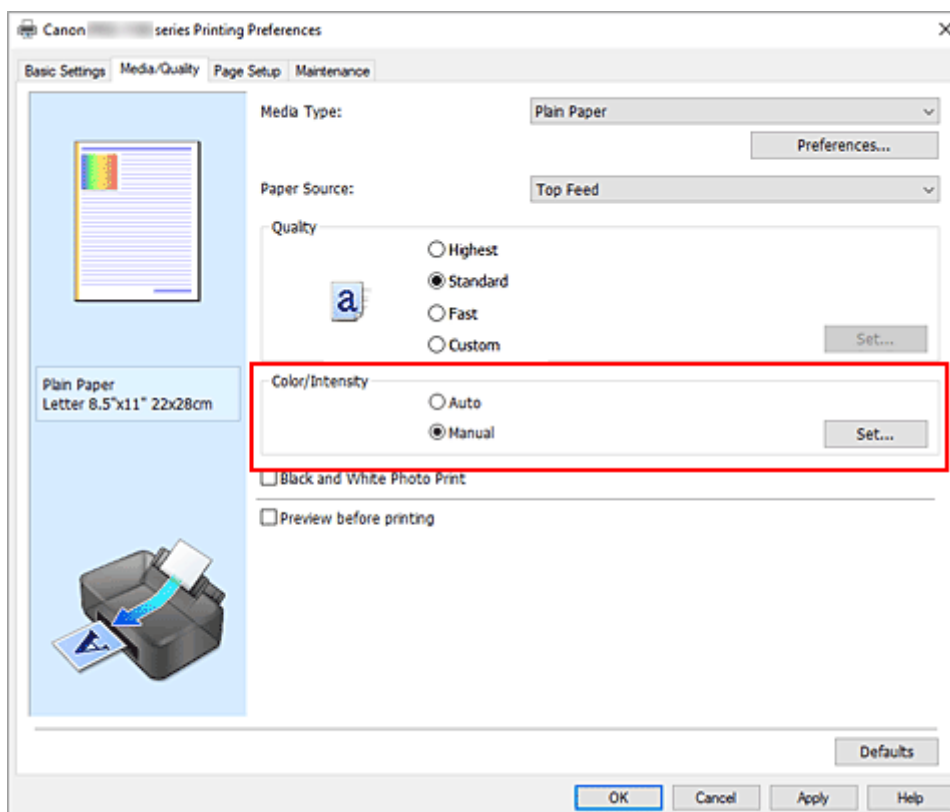 Canon series Printing Preferences
Basic Settings Media/Quality Page Setup Maintenance
Media Type: Plain Paper
Preferences...
Paper Source: Top Feed
Quality
Highest
a Standard
Fast
Custom Set...
Color/Intensity
Auto
Manual Set...
Plain Paper
Letter 8.5"x11" 22x28cm
Black and White Photo Print
Preview before printing
A
Defaults
OK Cancel Apply Help